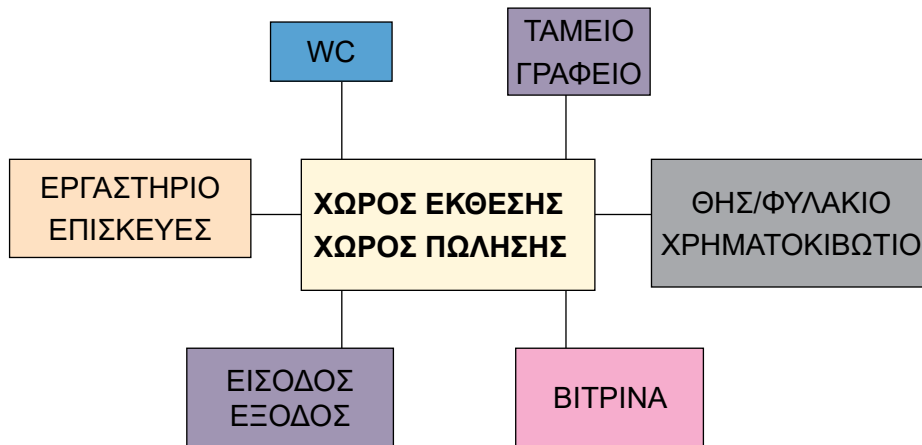 WC
ΤΑΜΕΙΟ
ΓΡΑΦΕΙΟ
ΕΡΓΑΣΤΗΡΙΟ
ΕΠΙΣΚΕΥΕΣ
ΧΩΡΟΣ ΕΚΘΕΣΗΣ
ΧΩΡΟΣ ΠΩΛΗΣΗΣ
ΘΗΣ/ΦΥΛΑΚΙΟ
ΧΡΗΜΑΤΟΚΙΒΩΤΙΟ
ΕΙΣΟΔΟΣ
ΕΞΟΔΟΣ
ΒΙΤΡΙΝΑ